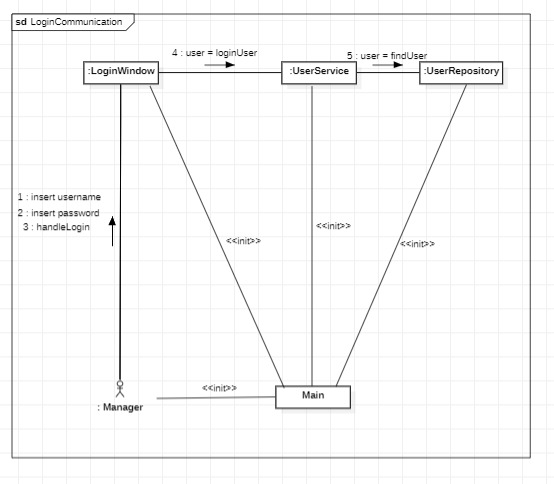 sd LoginCommunication
4 : user = loginUser
5 : user = findUser
:LoginWindow
:UserService
:UserRepository
1 : insert username
2 : insert password
3 : handleLogin
<<init>>
<<init>>
<<init>>
<<init>>
: Manager
Main